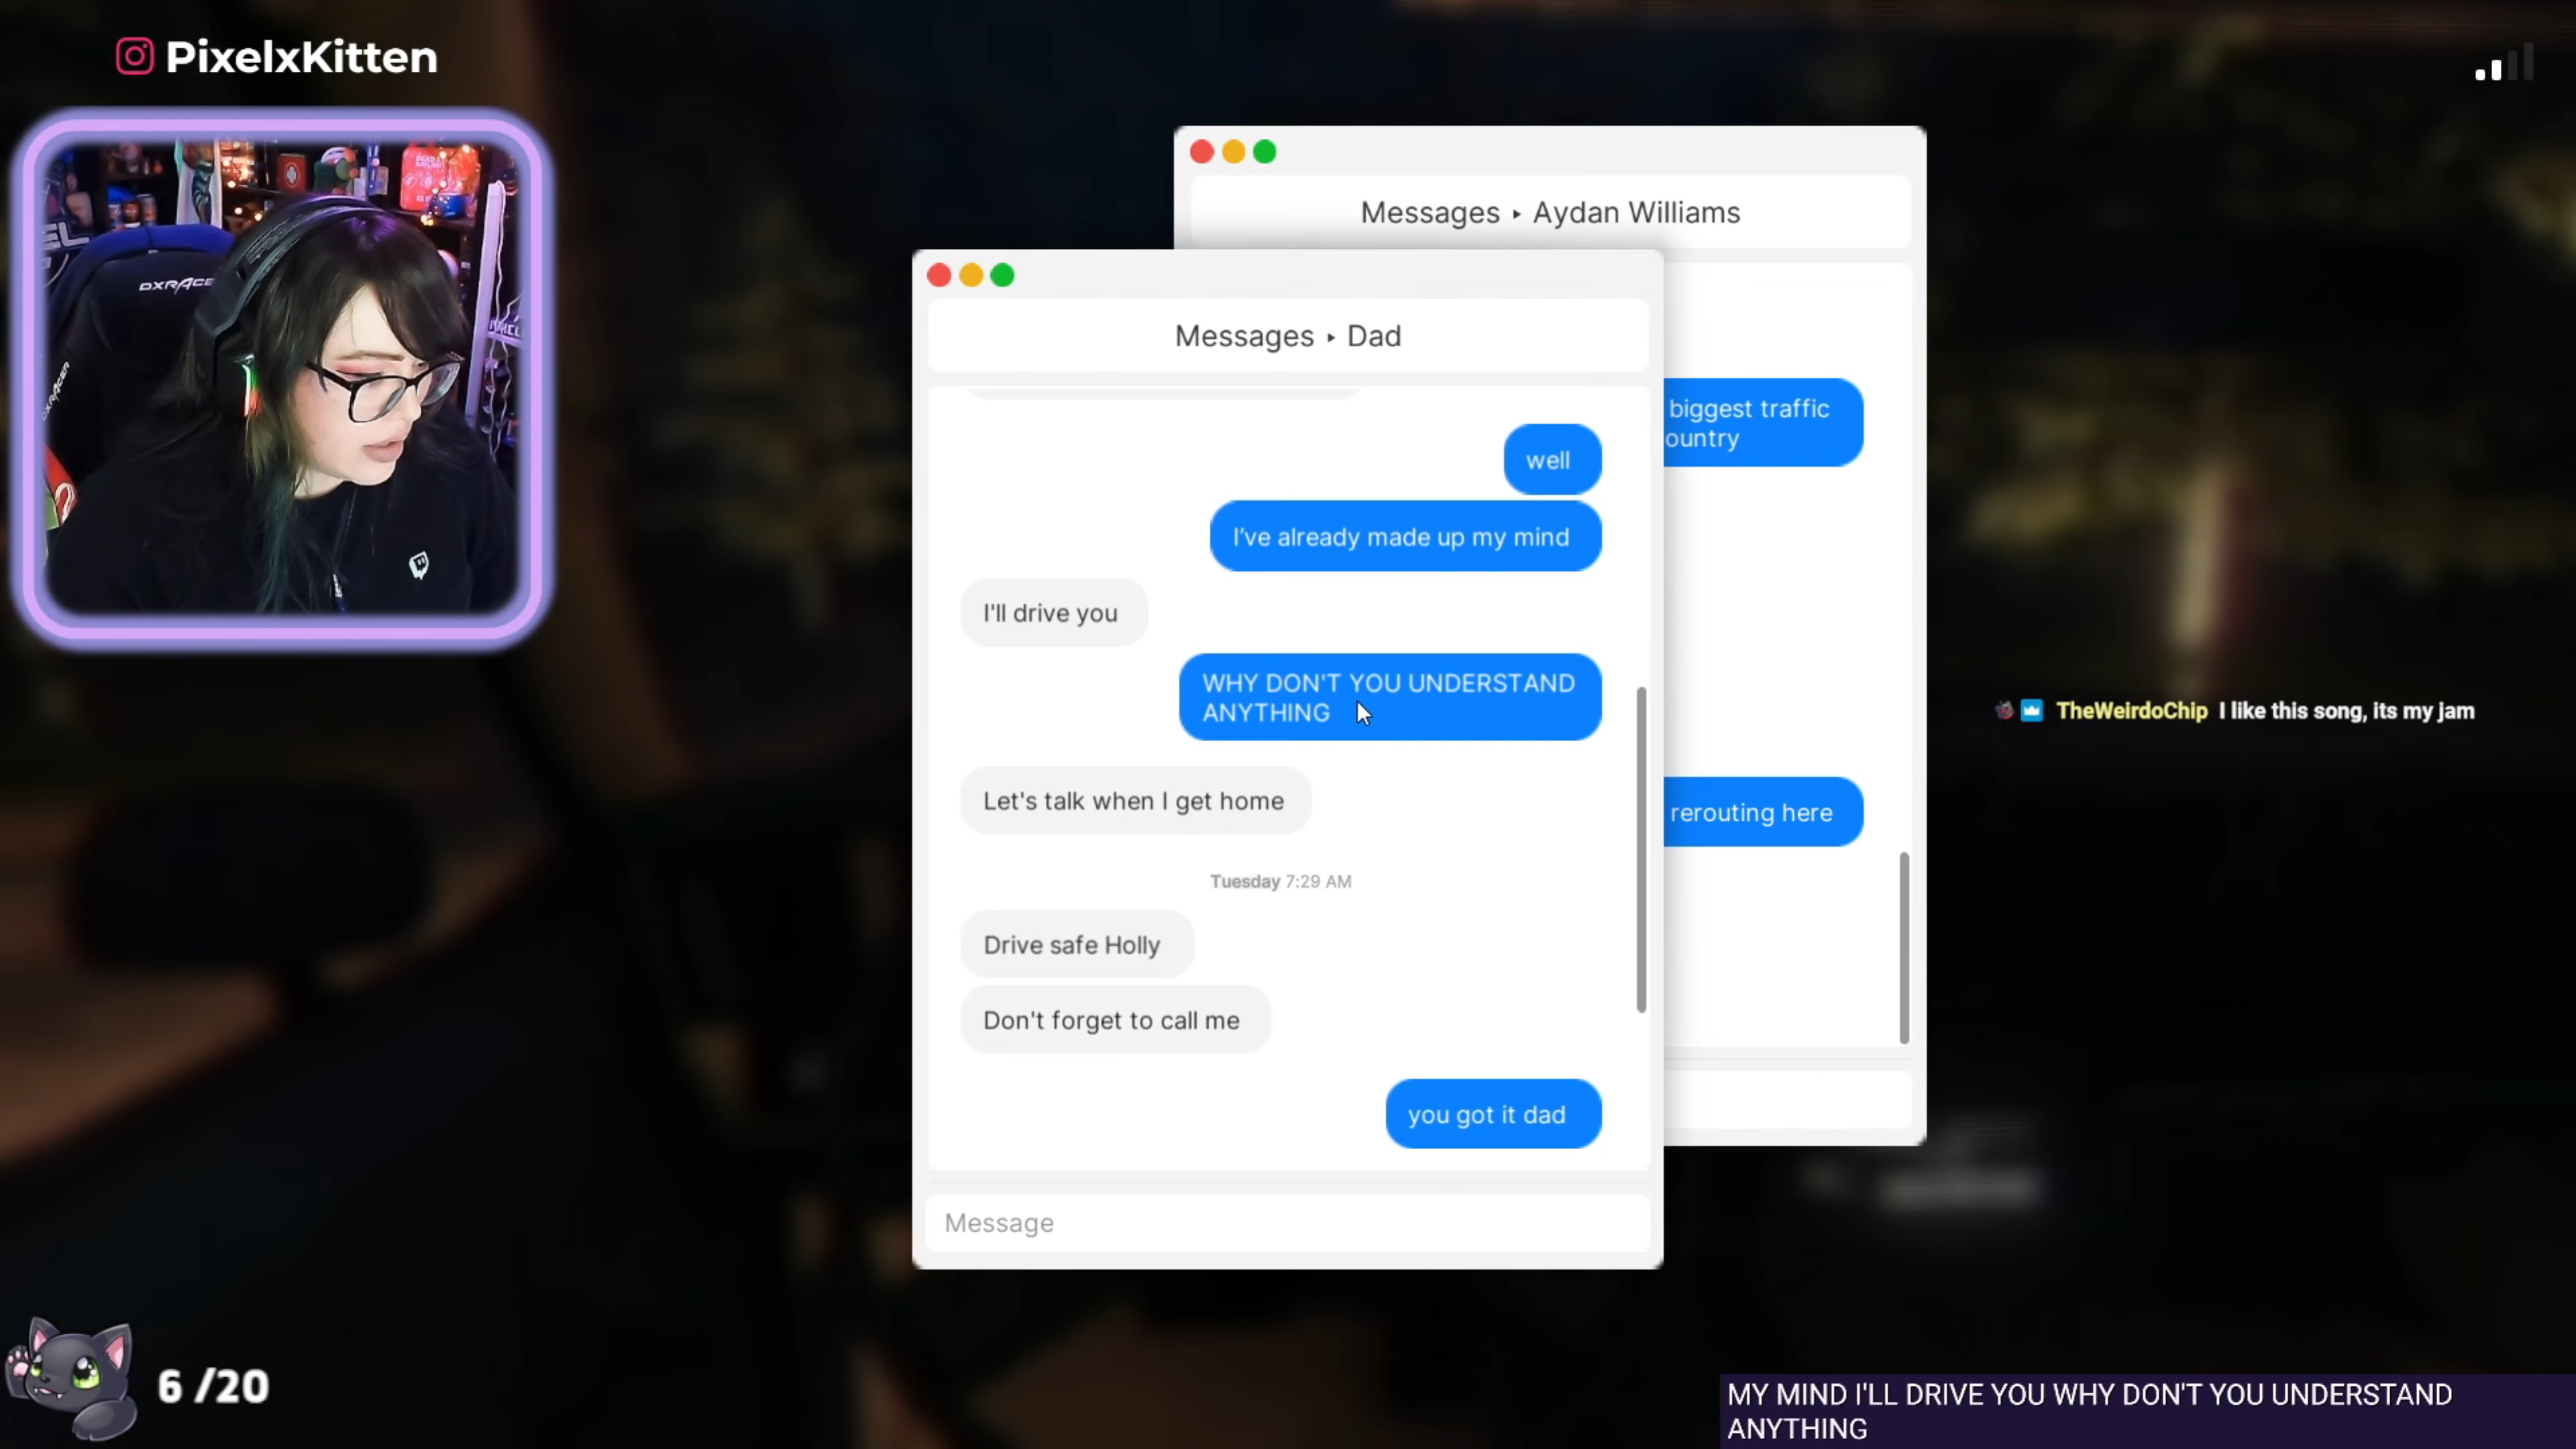 PixelxKitten
DXRACER
Messages ▸ Aydan Williams
biggest traffic
ountry
rerouting here
Messages ▸ Dad
well
I've already made up my mind
I'll drive you
WHY DON'T YOU UNDERSTAND
ANYTHING
Let's talk when I get home
Tuesday 7:29 AM
Drive safe Holly
Don't forget to call me
you got it dad
Message
TheWeirdoChip I like this song, its my jam
6 /20
MY MIND I'LL DRIVE YOU WHY DON'T YOU UNDERSTAND
ANYTHING